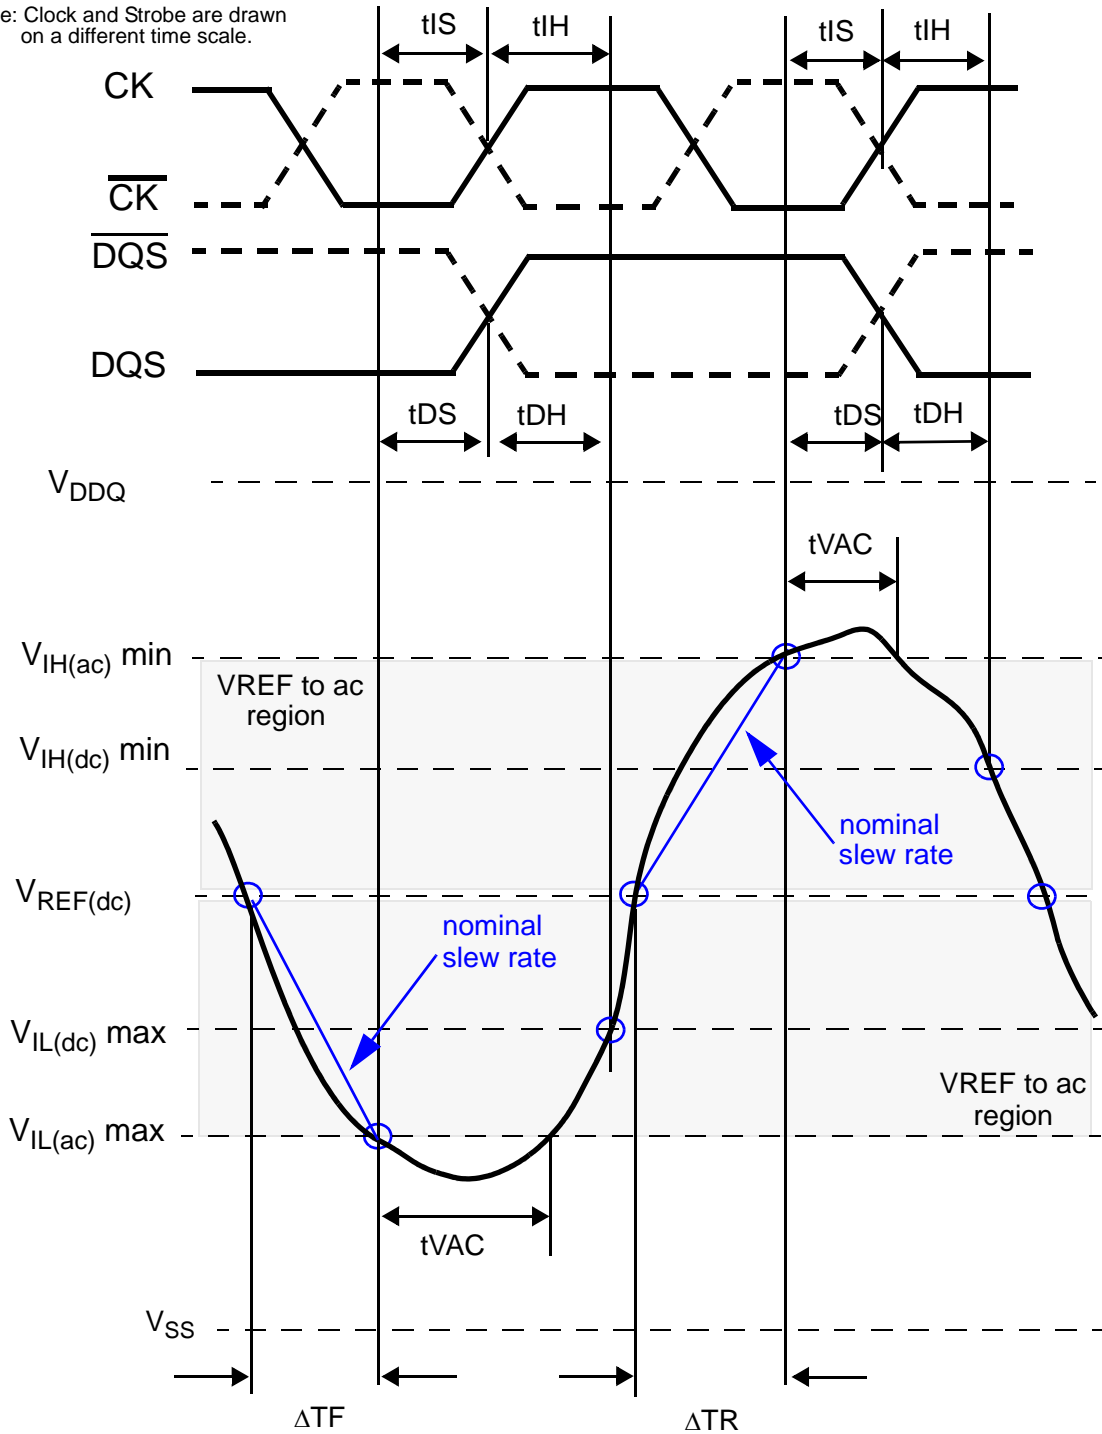 e: Clock and Strobe are drawn
on a different time scale.
tIS
tIH
tIS
tIH
CK
C̅K̅
D̅Q̅S̅
DQS
tDS
tDH
tDS
tDH
VDDQ
tVAC
VIH(ac) min
VREF to ac
region
VIH(dc) min
nominal
slew rate
VREF(dc)
nominal
slew rate
VIL(dc) max
VREF to ac
region
VIL(ac) max
tVAC
VSS
ΔTF
ΔTR